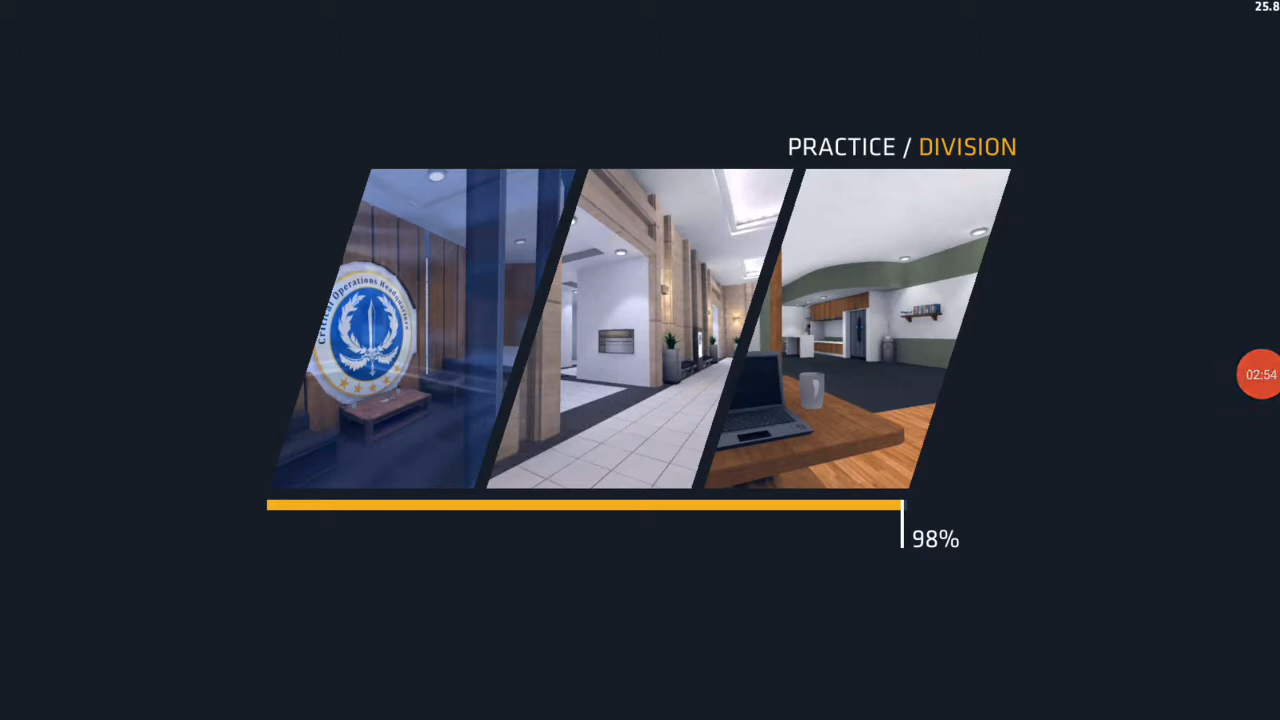 25.8
PRACTICE / DIVISION
Critical Operations Headquarters
02:54
98%